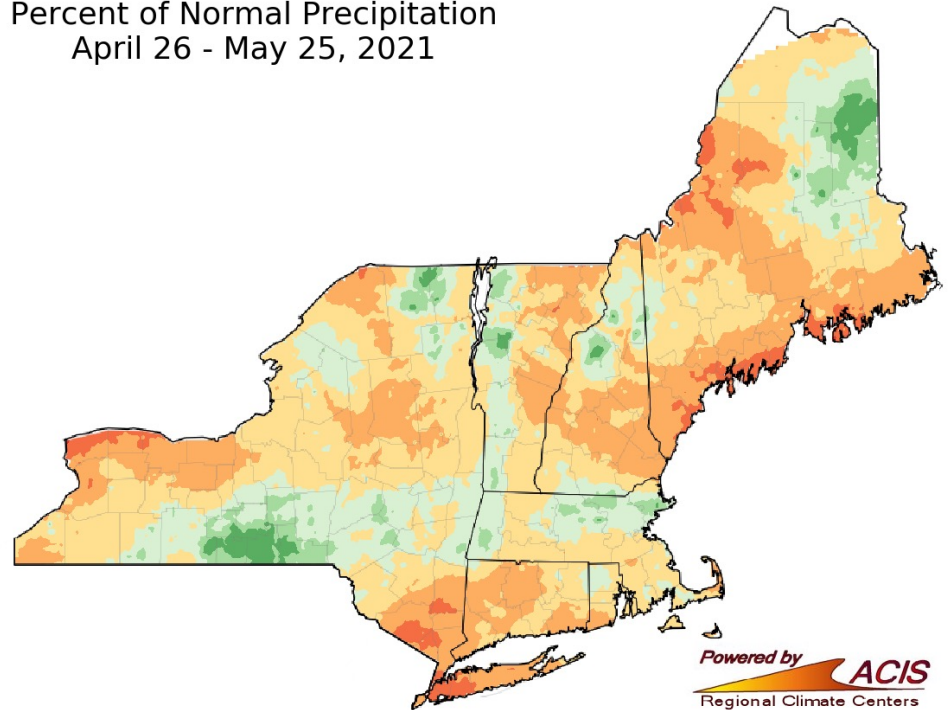 Percent of Normal Precipitation
April 26 - May 25, 2021
Powered by
ACIS
Regional Climate Centers